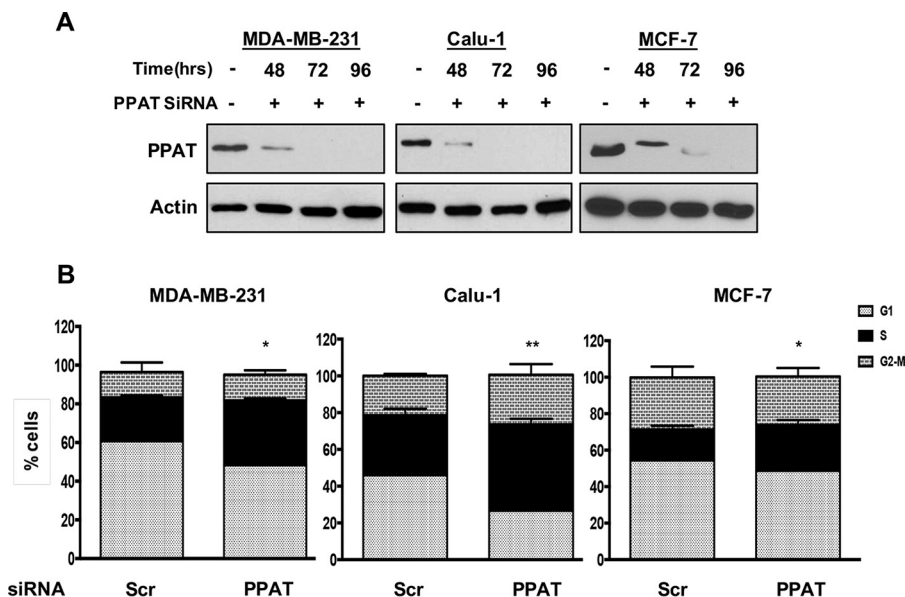 A
MDA-MB-231 Calu-1 MCF-7
Time(hrs) - 48 72 96 - 48 72 96 - 48 72 96
PPAT SiRNA - + + + - + + + - + + +
PPAT
Actin
B
MDA-MB-231 Calu-1 MCF-7
G1
S
G2-M
% cells
120
100
80
60
40
20
0
*
120
100
80
60
40
20
0
**
120
100
80
60
40
20
0
*
siRNA Scr PPAT Scr PPAT Scr PPAT